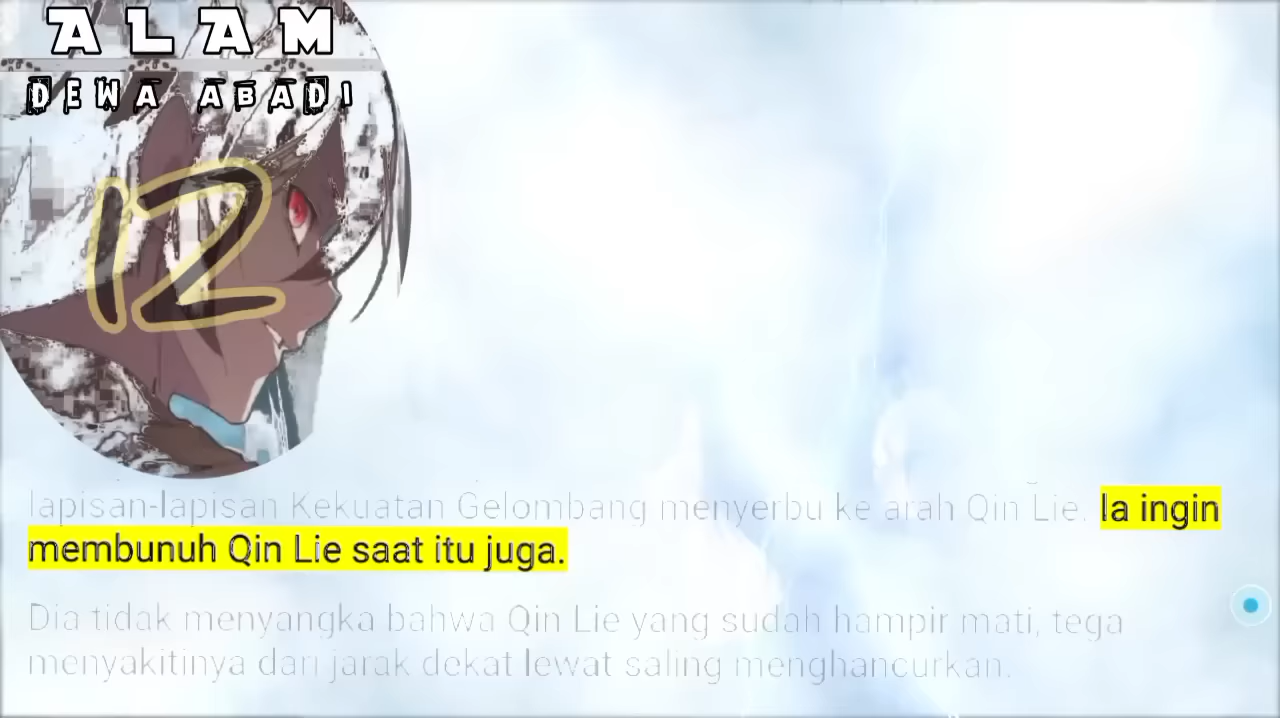 ALAM
DEWA ABADI
12
lapisan-lapisan Kekuatan Gelombang menyerbu ke arah Qin Lie. Ia ingin
membunuh Qin Lie saat itu juga.
Dia tidak menyangka bahwa Qin Lie yang sudah hampir mati, tega
menyakitinya dari jarak dekat lewat saling menghancurkan.